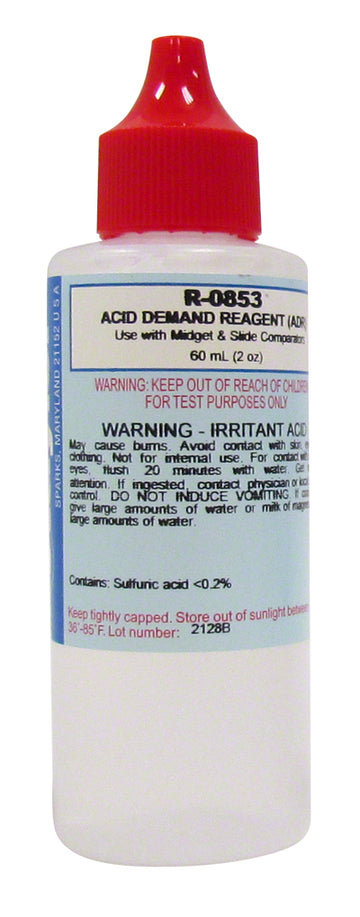 R-0853
ACID DEMAND REAGENT (ADR)
Use with Midget & Slide Comparators
60 mL (2 oz)
WARNING: KEEP OUT OF REACH OF CHILDREN
FOR TEST PURPOSES ONLY
WARNING - IRRITANT ACID
May cause burns. Avoid contact with skin,
clothing. Not for internal use. For contact with
eyes, flush 20 minutes with water. Get
attention. If ingested, contact physician or local
control. DO NOT INDUCE VOMITING. If
give large amounts of water or milk of
large amounts of water.
Contains: Sulfuric acid <0.2%
Keep tightly capped. Store out of sunlight between
36°-85°F. Lot number: 2128B
SPARKS, MARYLAND 21152 U S A